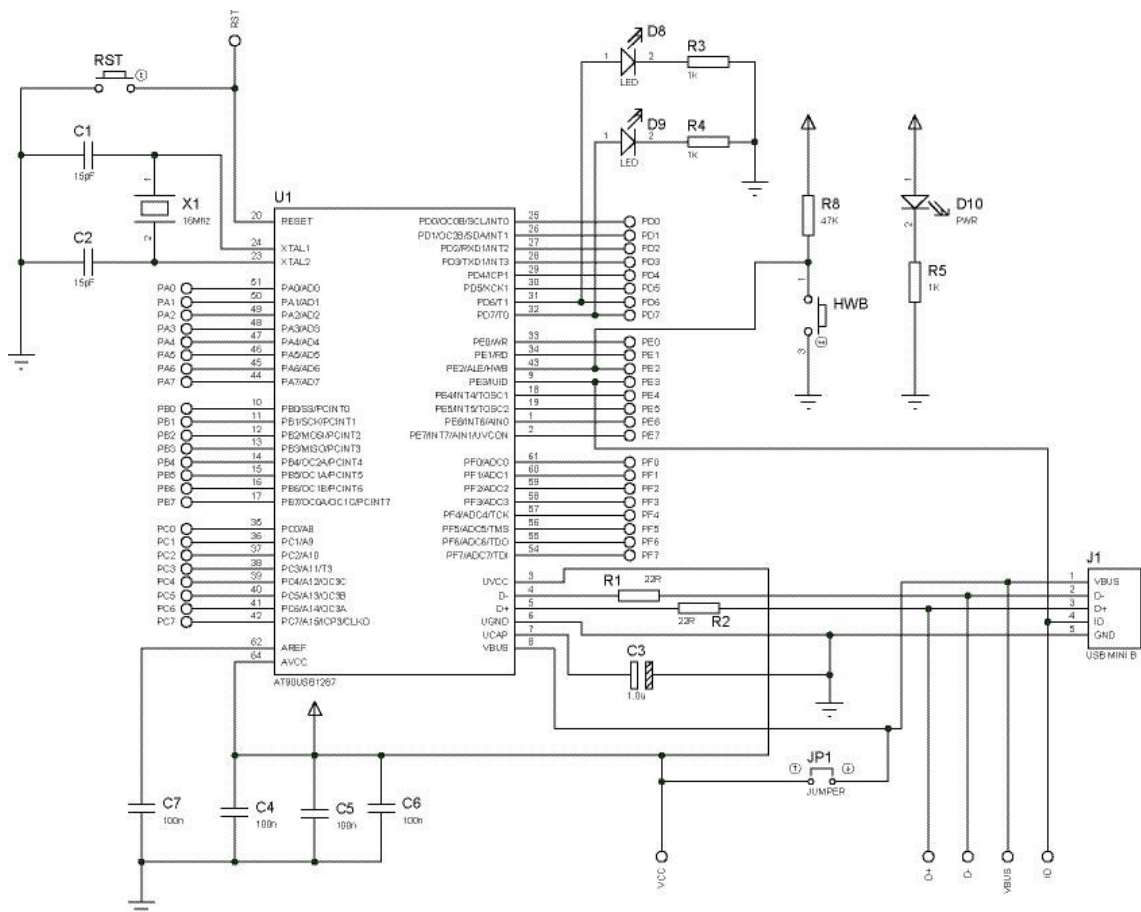 RST
RST
C1
15pF
X1
16Mhz
1
2
C2
15pF
D8
1
2
LED
R3
1k
D9
1
2
LED
R4
1K
R8
47K
D10
PWR
1
2
R5
1K
HWB
1
3
U1
20 RESET
24 XTAL1
23 XTAL2
PA0 51 PA0/AD0
PA1 50 PA1/AD1
PA2 49 PA2/AD2
PA3 48 PA3/AD3
PA4 47 PA4/AD4
PA5 46 PA5/AD5
PA6 45 PA6/AD6
PA7 44 PA7/AD7
PB0 10 PB0/SS/PCINT0
PB1 11 PB1/SCK/PCINT1
PB2 12 PB2/MOSI/PCINT2
PB3 13 PB3/MISO/PCINT3
PB4 14 PB4/OC2A/PCINT4
PB5 15 PB5/OC1A/PCINT5
PB6 16 PB6/OC1B/PCINT6
PB7 17 PB7/OC0A/OC1C/PCINT7
PC0 35 PC0/A8
PC1 36 PC1/A9
PC2 37 PC2/A10
PC3 38 PC3/A11/T3
PC4 39 PC4/A12/OC3C
PC5 40 PC5/A13/OC3B
PC6 41 PC6/A14/OC3A
PC7 42 PC7/A15/ICP3/CLKO
62 AREF
64 AVCC
AT90USB1287
PD0/OC0B/SCL/INT0 25 PD0
PD1/OC2B/SDA/INT1 26 PD1
PD2/RXD1/INT2 27 PD2
PD3/TXD1/INT3 28 PD3
PD4/ICP1 29 PD4
PD5/XCK1 30 PD5
PD6/T1 31 PD6
PD7/T0 32 PD7
PE0/WR 33 PE0
PE1/RD 34 PE1
PE2/ALE/HWB 43 PE2
PE3/UID 9 PE3
PE4/INT4/TOSC1 18 PE4
PE5/INT5/TOSC2 19 PE5
PE6/INT6/AIN0 1 PE6
PE7/INT7/AIN1/UVCON 2 PE7
PF0/ADC0 61 PF0
PF1/ADC1 60 PF1
PF2/ADC2 59 PF2
PF3/ADC3 58 PF3
PF4/ADC4/TCK 57 PF4
PF5/ADC5/TMS 56 PF5
PF6/ADC6/TDO 55 PF6
PF7/ADC7/TDI 54 PF7
UVCC 3
D- 4
D+ 5
UGND 6
UCAP 7
VBUS 8
R1
22R
R2
22R
C3
1.0u
J1
1 VBUS
2 D-
3 D+
4 ID
5 GND
USB MINI B
JP1
JUMPER
C7
100n
C4
100n
C5
100n
C6
100n
VCC
D+
D-
VBUS
ID